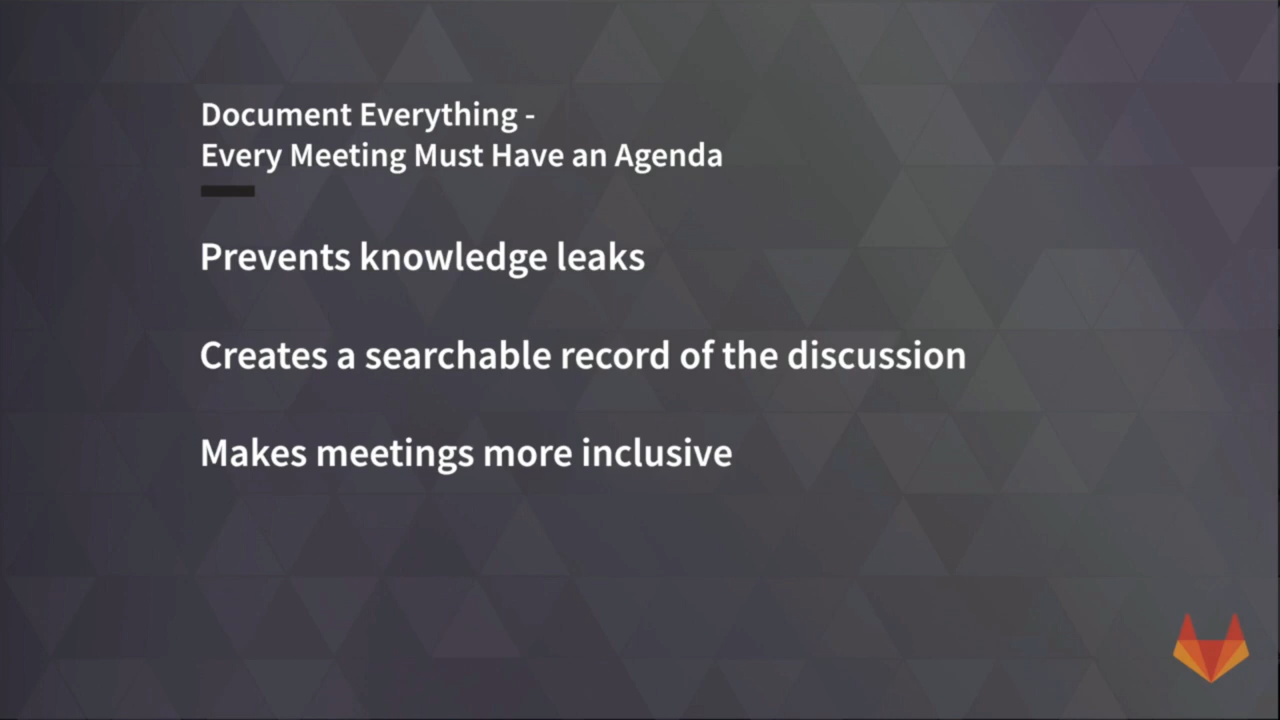 Document Everything -
Every Meeting Must Have an Agenda
Prevents knowledge leaks
Creates a searchable record of the discussion
Makes meetings more inclusive